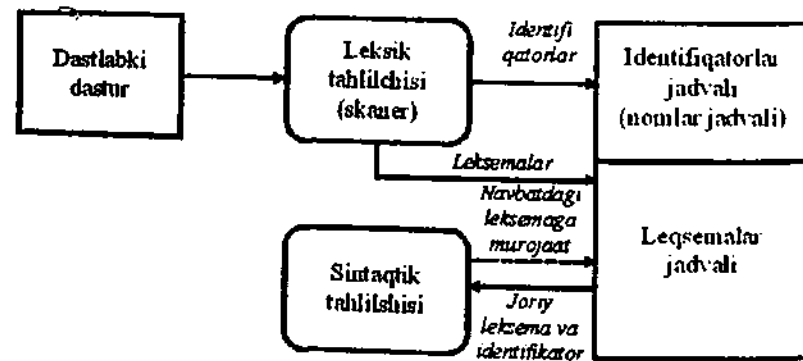 Dastlabki
dastur
Leksik
tahlilchisi
(skaner)
Identifi
qatorlar
Identifiqatorlar
jadvali
(nomlar jadvali)
Leksemalar
Navbatdagi
leksemaga
murojaat
Sintaqtik
tahlilshisi
Leqsemalar
jadvali
Joriy
leksema va
identifikator